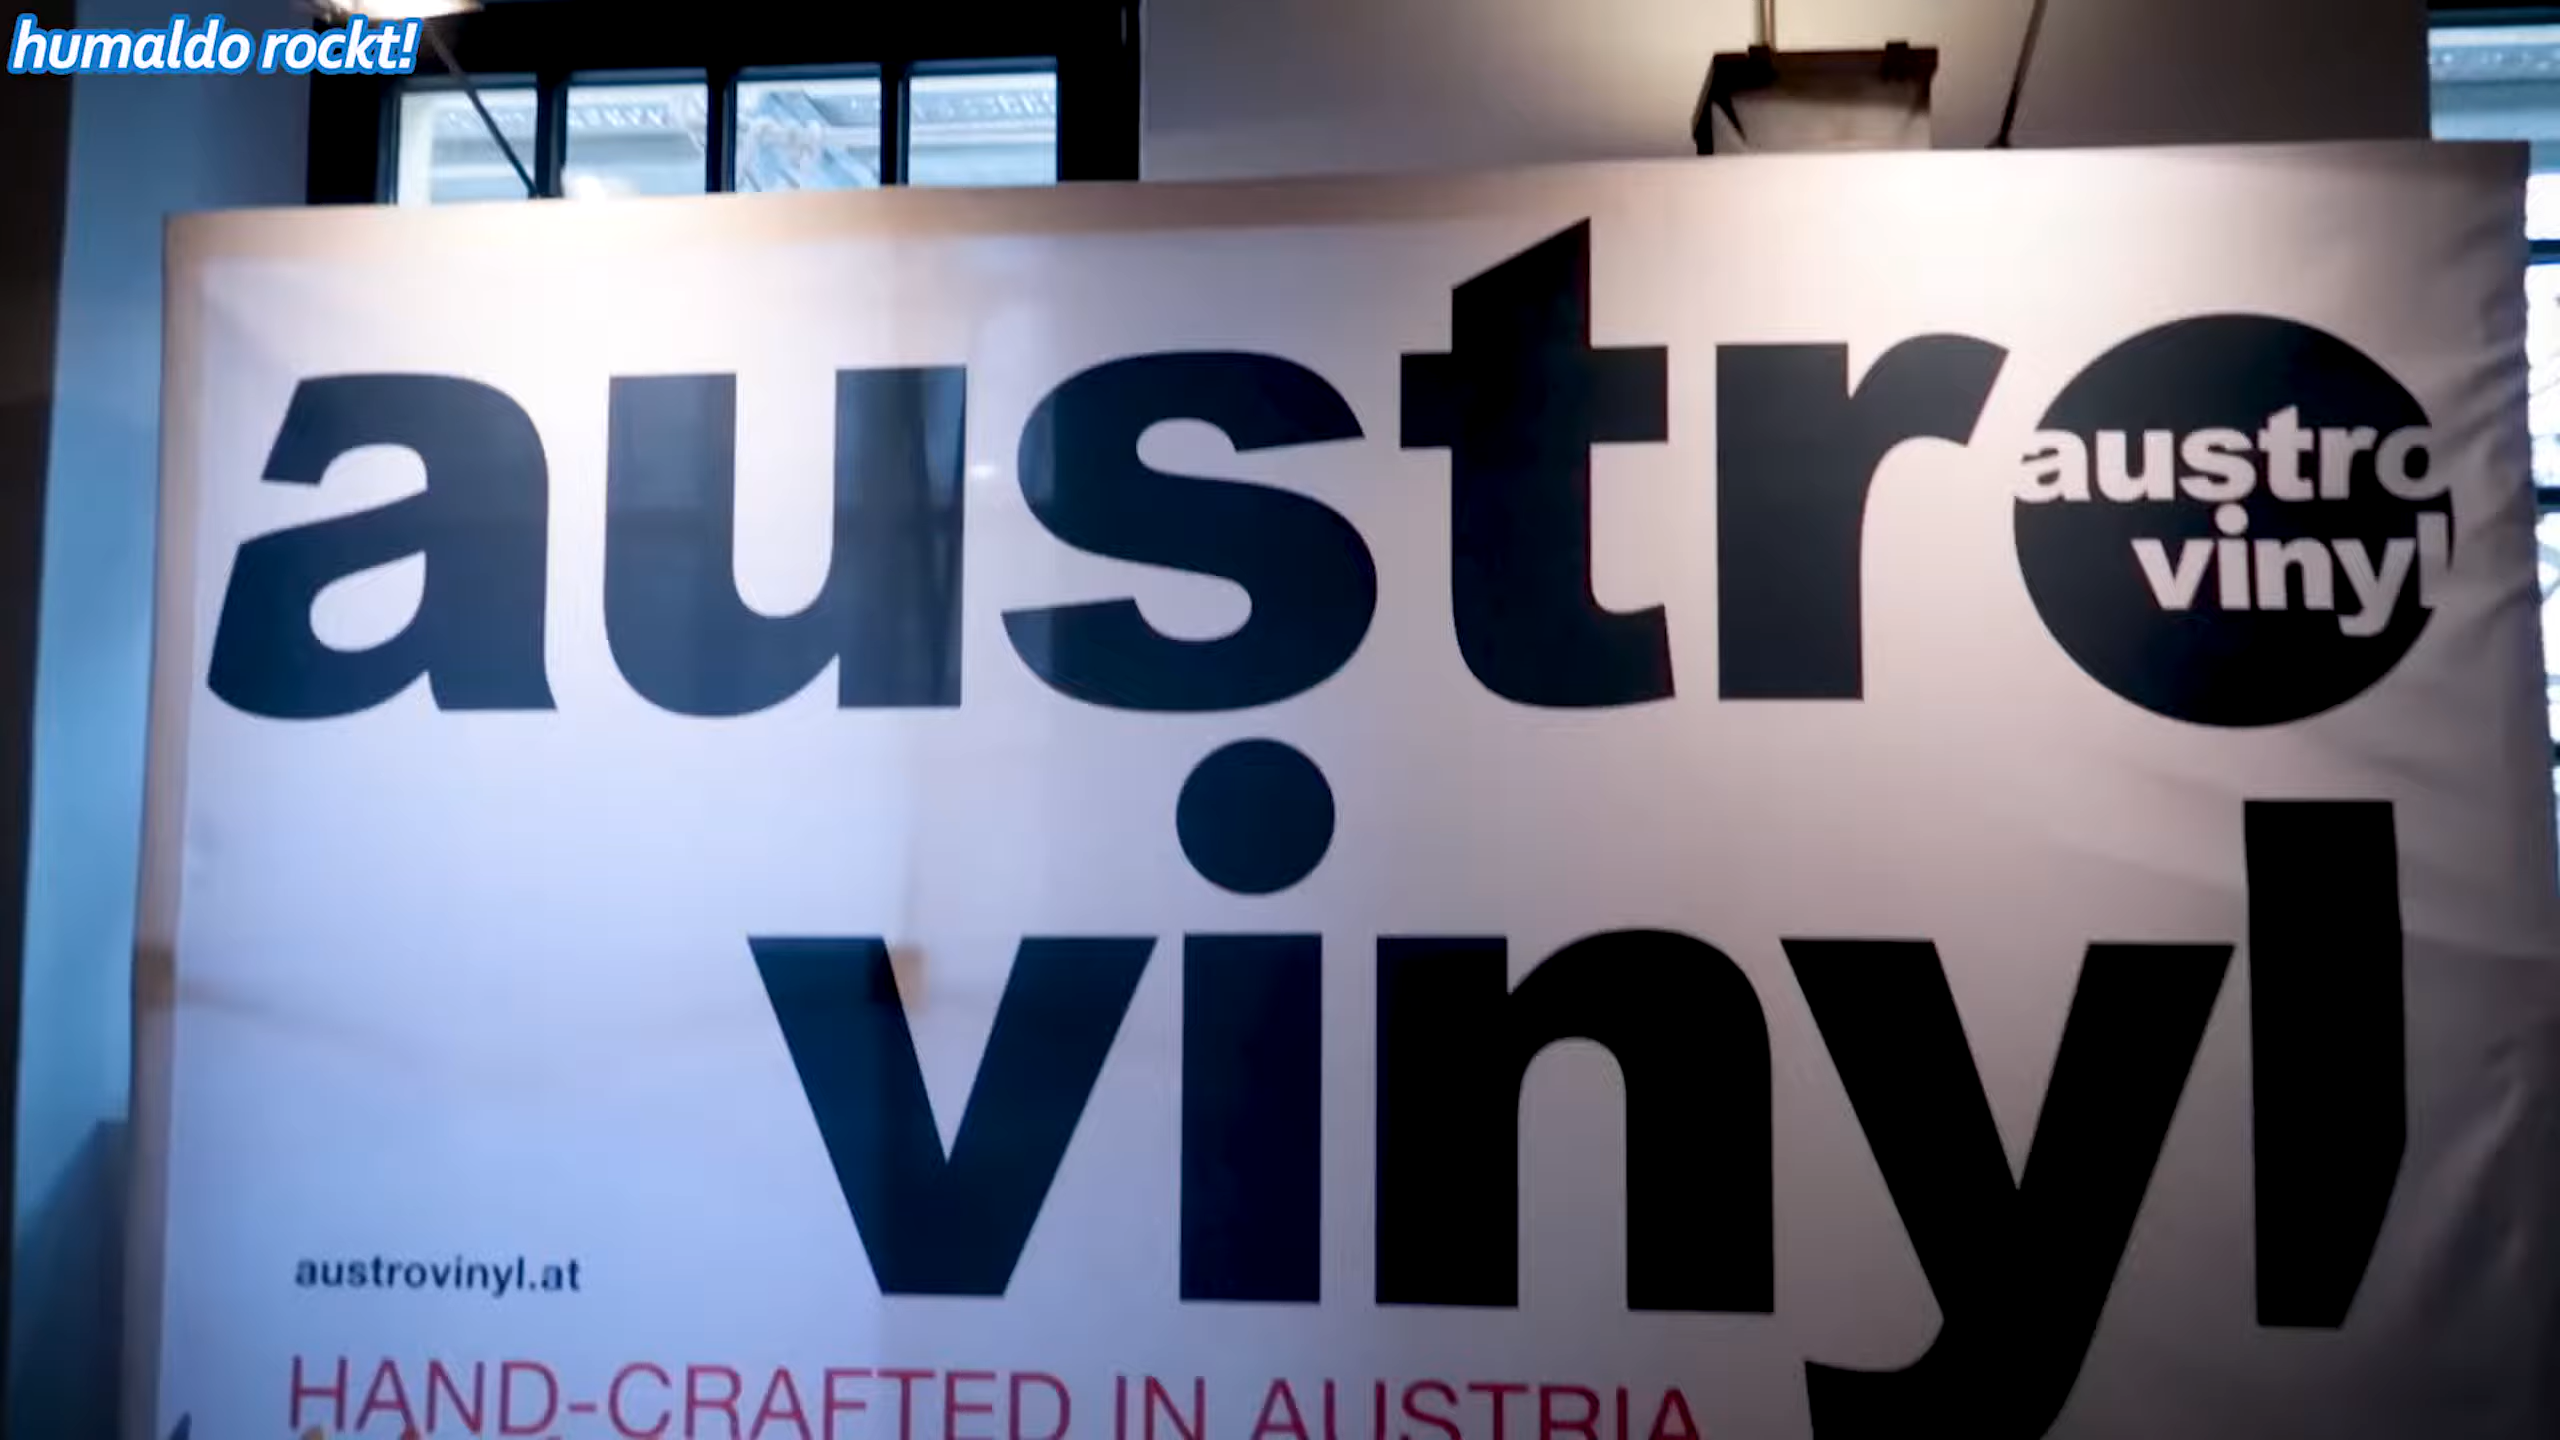 humaldo rockt!
austro
austro
vinyl
vinyl
austrovinyl.at
HAND-CRAFTED IN AUSTRIA